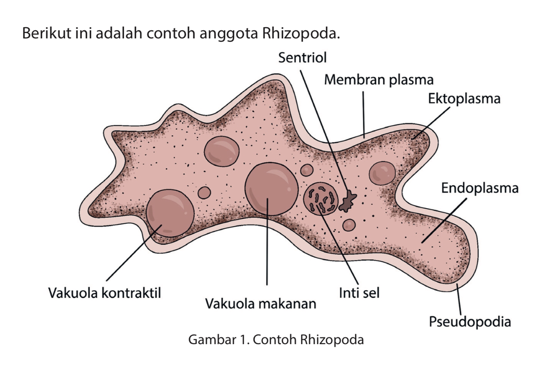 Berikut ini adalah contoh anggota Rhizopoda.
Sentriol
Membran plasma
Ektoplasma
Endoplasma
Vakuola kontraktil
Vakuola makanan
Inti sel
Pseudopodia
Gambar 1. Contoh Rhizopoda